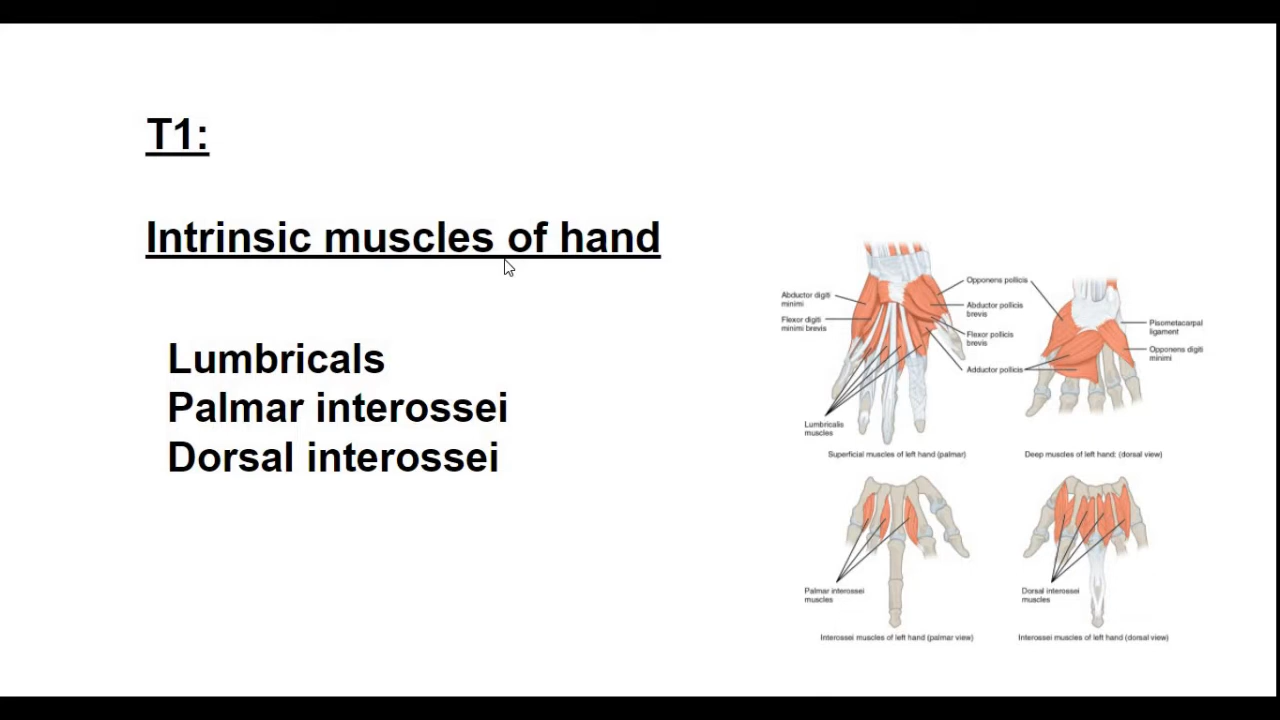 T1:
Intrinsic muscles of hand
Lumbricals
Palmar interossei
Dorsal interossei
Abductor digiti
minimi
Flexor digiti
minimi brevis
Opponens pollicis
Abductor pollicis
brevis
Flexor pollicis
brevis
Adductor pollicis
Lumbricalis
muscles
Superficial muscles of left hand (palmar)
Pisometacarpal
ligament
Opponens digiti
minimi
Deep muscles of left hand: (dorsal view)
Palmar interossei
muscles
Interossei muscles of left hand (palmar view)
Dorsal interossei
muscles
Interossei muscles of left hand (dorsal view)